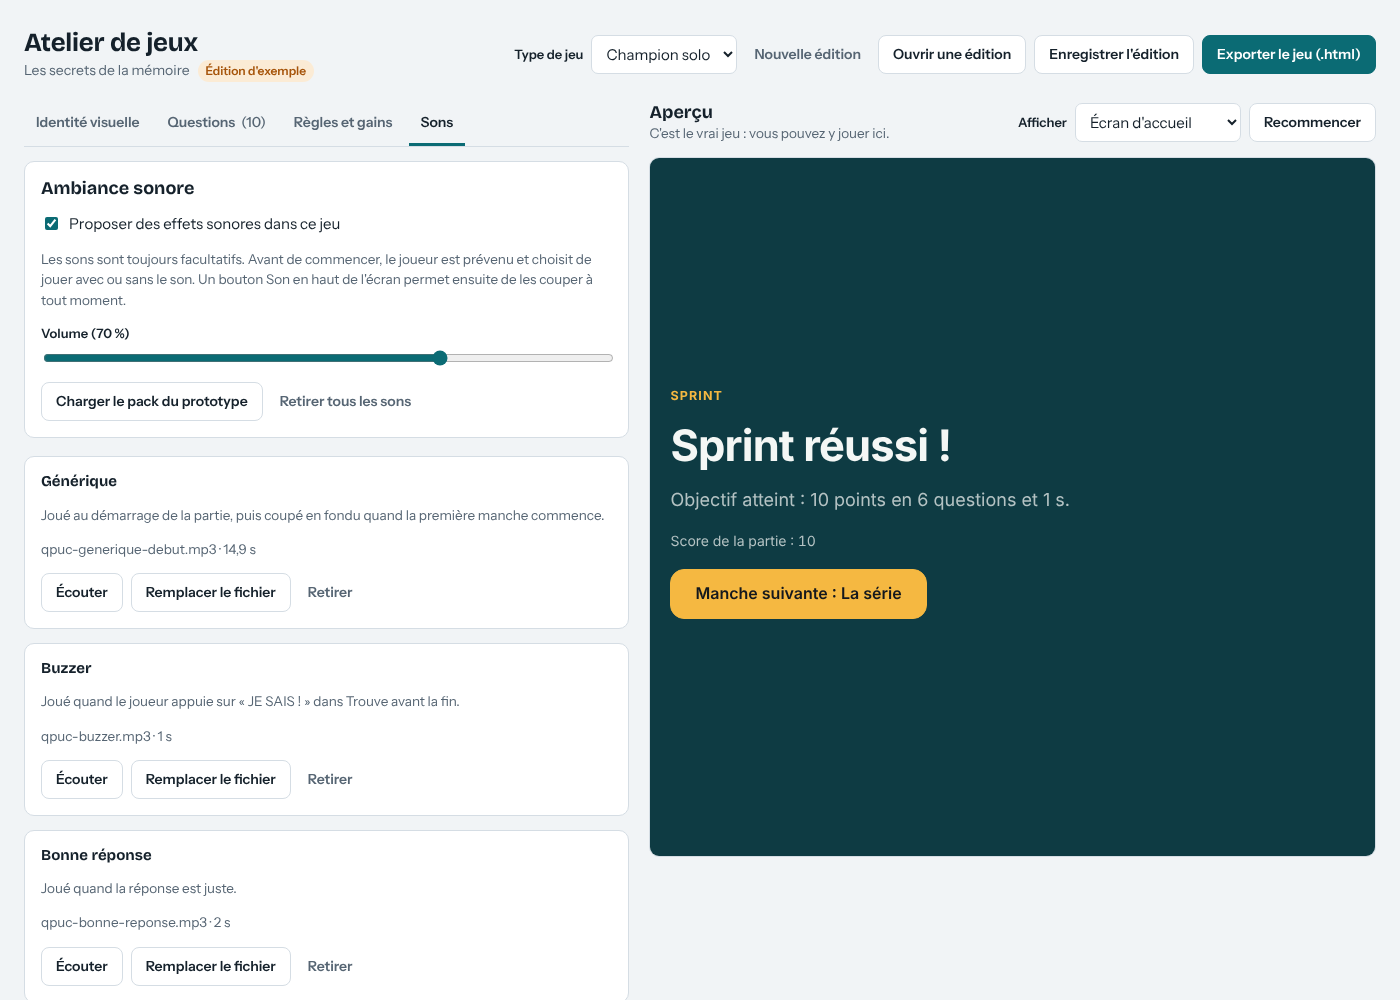 Atelier de jeux
Les secrets de la mémoire
Édition d'exemple
Type de jeu
Champion solo
Nouvelle édition
Ouvrir une édition
Enregistrer l'édition
Exporter le jeu (.html)
Identité visuelle
Questions (10)
Règles et gains
Sons
Ambiance sonore
Proposer des effets sonores dans ce jeu
Les sons sont toujours facultatifs. Avant de commencer, le joueur est prévenu et choisit de
jouer avec ou sans le son. Un bouton Son en haut de l'écran permet ensuite de les couper à
tout moment.
Volume (70 %)
Charger le pack du prototype
Retirer tous les sons
Générique
Joué au démarrage de la partie, puis coupé en fondu quand la première manche commence.
qpuc-generique-debut.mp3 · 14,9 s
Écouter
Remplacer le fichier
Retirer
Buzzer
Joué quand le joueur appuie sur « JE SAIS ! » dans Trouve avant la fin.
qpuc-buzzer.mp3 · 1 s
Écouter
Remplacer le fichier
Retirer
Bonne réponse
Joué quand la réponse est juste.
qpuc-bonne-reponse.mp3 · 2 s
Écouter
Remplacer le fichier
Retirer
Aperçu
C'est le vrai jeu : vous pouvez y jouer ici.
Afficher
Écran d'accueil
Recommencer
SPRINT
Sprint réussi !
Objectif atteint : 10 points en 6 questions et 1 s.
Score de la partie : 10
Manche suivante : La série